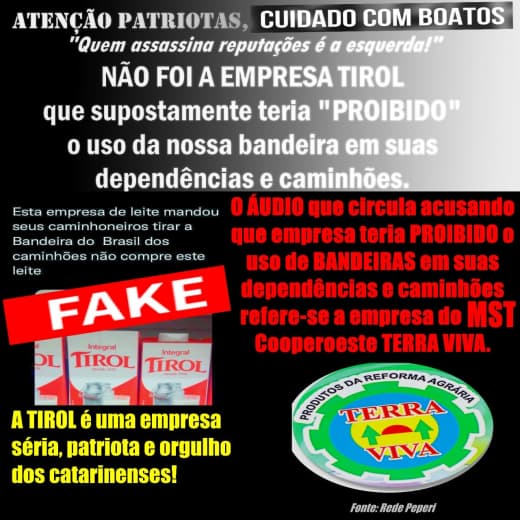 ATENÇÃO PATRIOTAS, CUIDADO COM BOATOS
"Quem assassina reputações é a esquerda!"
NÃO FOI A EMPRESA TIROL
que supostamente teria "PROIBIDO"
o uso da nossa bandeira em suas
dependências e caminhões.
Esta empresa de leite mandou
seus caminhoneiros tirar a
Bandeira do Brasil dos
caminhões não compre este
leite
FAKE
Integral
TIROL
Integral
TIROL
A TIROL é uma empresa
séria, patriota e orgulho
dos catarinenses!
O ÁUDIO que circula acusando
que empresa teria PROIBIDO o
uso de BANDEIRAS em suas
dependências e caminhões
refere-se a empresa do MST
Cooperoeste TERRA VIVA.
PRODUTOS DA REFORMA AGRÁRIA
TERRA
VIVA
Fonte: Rede Peperi